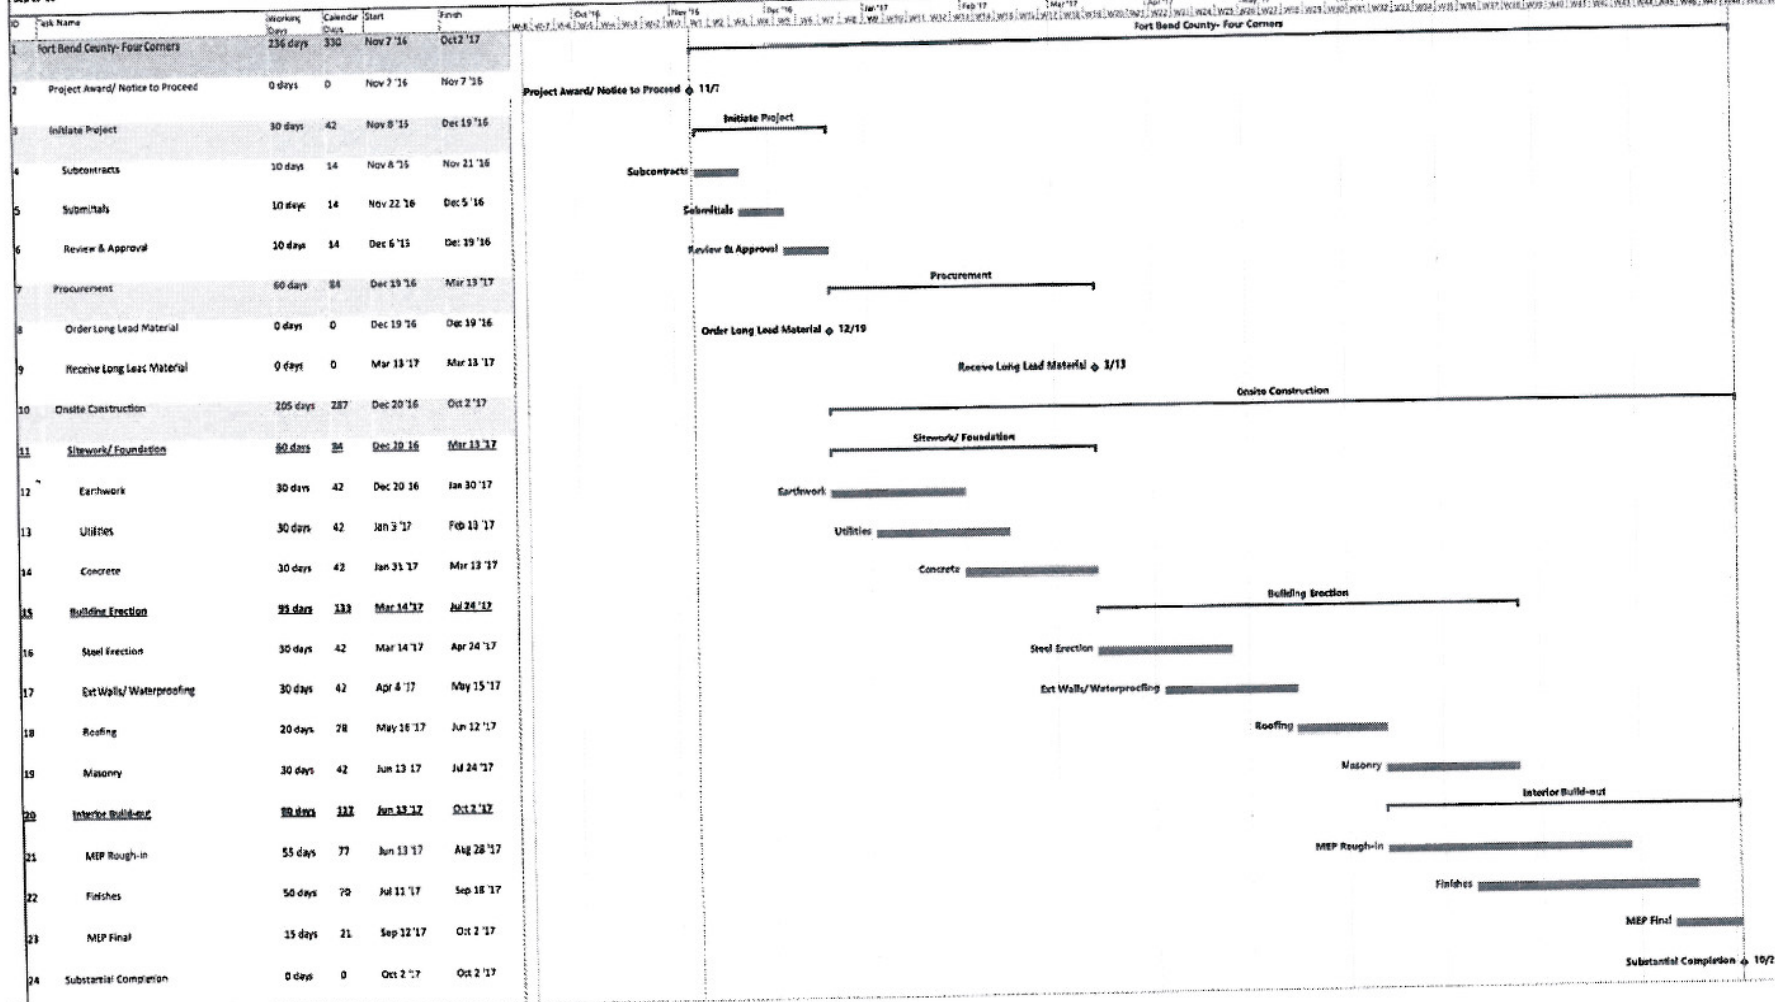 ID Task Name Working Days Calendar Days Start Finish
Oct '16 Nov '16 Dec '16 Jan '17 Feb '17 Mar '17
1 Fort Bend County- Four Corners 236 days 330 Nov 7 '16 Oct 2 '17 Fort Bend County- Four Corners
2 Project Award/ Notice to Proceed 0 days 0 Nov 7 '16 Nov 7 '16 Project Award/ Notice to Proceed 11/7
3 Initiate Project 30 days 42 Nov 8 '16 Dec 19 '16 Initiate Project
4 Subcontracts 10 days 14 Nov 8 '16 Nov 21 '16 Subcontracts
5 Submittals 10 days 14 Nov 22 '16 Dec 5 '16 Submittals
6 Review & Approval 10 days 14 Dec 6 '16 Dec 19 '16 Review & Approval
7 Procurement 60 days 84 Dec 19 '16 Mar 13 '17 Procurement
8 Order Long Lead Material 0 days 0 Dec 19 '16 Dec 19 '16 Order Long Lead Material 12/19
9 Receive Long Lead Material 0 days 0 Mar 13 '17 Mar 13 '17 Receive Long Lead Material 3/13
10 Onsite Construction 205 days 287 Dec 20 '16 Oct 2 '17 Onsite Construction
11 Sitework/ Foundation 60 days 84 Dec 20 '16 Mar 13 '17 Sitework/ Foundation
12 Earthwork 30 days 42 Dec 20 '16 Jan 30 '17 Earthwork
13 Utilities 30 days 42 Jan 3 '17 Feb 13 '17 Utilities
14 Concrete 30 days 42 Jan 31 '17 Mar 13 '17 Concrete
15 Building Erection 95 days 133 Mar 14 '17 Jul 24 '17 Building Erection
16 Steel Erection 30 days 42 Mar 14 '17 Apr 24 '17 Steel Erection
17 Ext Walls/ Waterproofing 30 days 42 Apr 4 '17 May 15 '17 Ext Walls/ Waterproofing
18 Roofing 20 days 28 May 16 '17 Jun 12 '17 Roofing
19 Masonry 30 days 42 Jun 13 '17 Jul 24 '17 Masonry
20 Interior Build-out 80 days 112 Jun 13 '17 Oct 2 '17 Interior Build-out
21 MEP Rough-in 55 days 77 Jun 13 '17 Aug 28 '17 MEP Rough-in
22 Finishes 50 days 70 Jul 11 '17 Sep 18 '17 Finishes
23 MEP Final 15 days 21 Sep 12 '17 Oct 2 '17 MEP Final
24 Substantial Completion 0 days 0 Oct 2 '17 Oct 2 '17 Substantial Completion 10/2